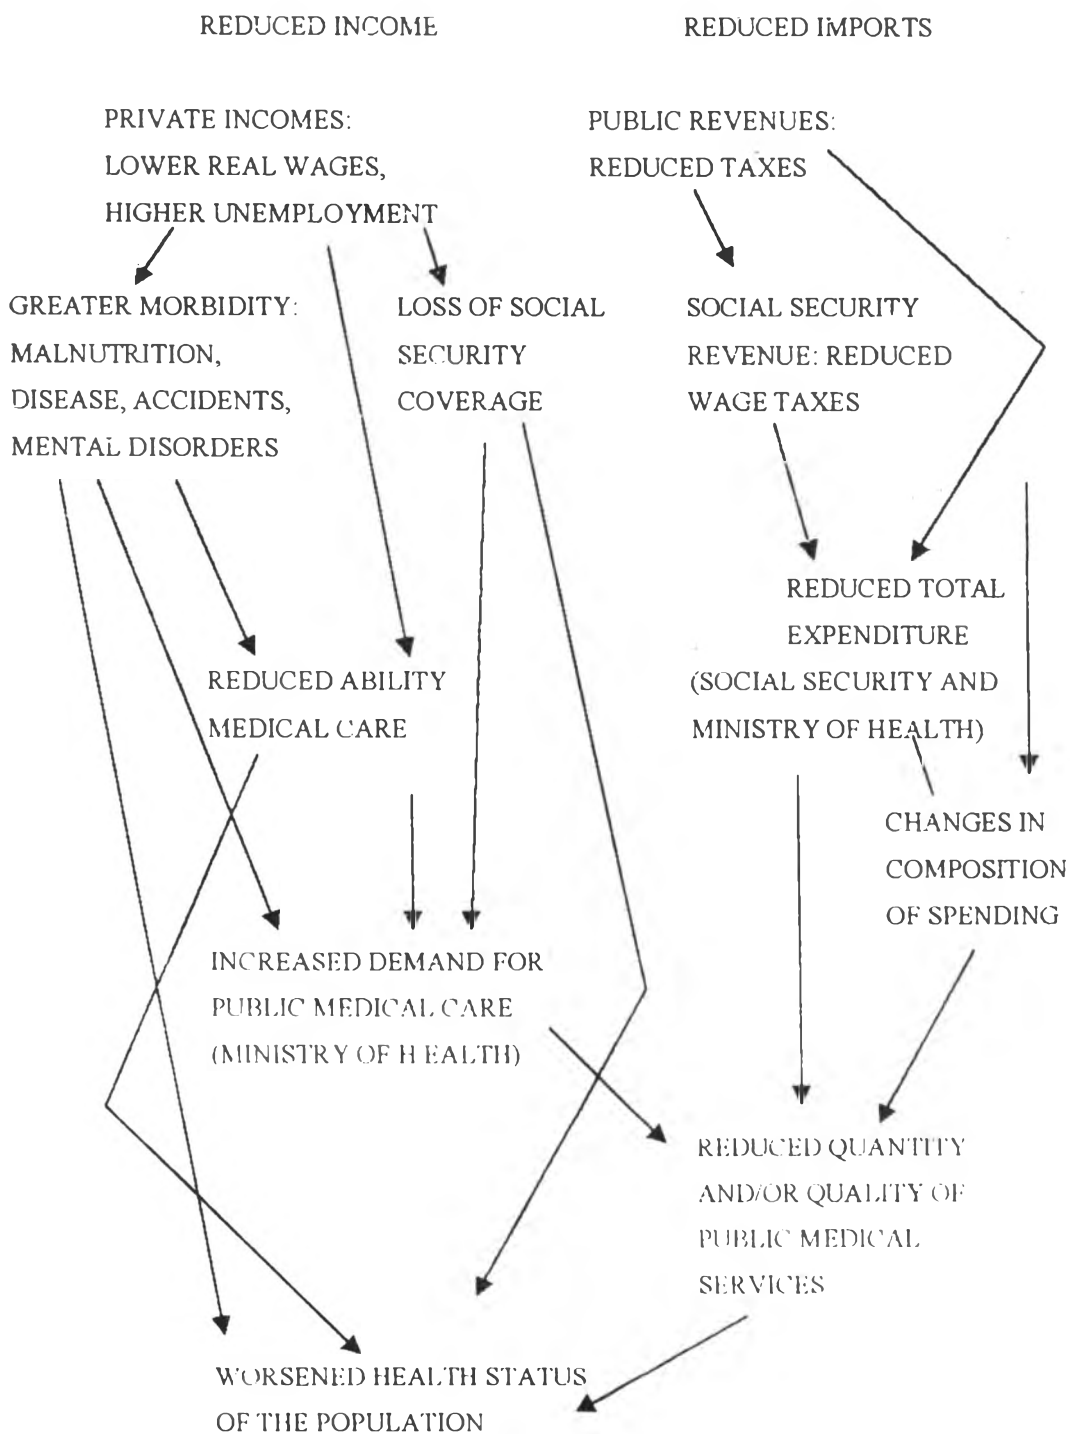 REDUCED INCOME
REDUCED IMPORTS
PRIVATE INCOMES:
LOWER REAL WAGES,
HIGHER UNEMPLOYMENT
PUBLIC REVENUES:
REDUCED TAXES
GREATER MORBIDITY:
MALNUTRITION,
DISEASE, ACCIDENTS,
MENTAL DISORDERS
LOSS OF SOCIAL
SECURITY
COVERAGE
SOCIAL SECURITY
REVENUE: REDUCED
WAGE TAXES
REDUCED TOTAL
EXPENDITURE
(SOCIAL SECURITY AND
MINISTRY OF HEALTH)
REDUCED ABILITY
MEDICAL CARE
CHANGES IN
COMPOSITION
OF SPENDING
INCREASED DEMAND FOR
PUBLIC MEDICAL CARE
(MINISTRY OF H EALTH)
REDUCED QUANTITY
AND/OR QUALITY OF
PUBLIC MEDICAL
SERVICES
WORSENED HEALTH STATUS
OF THE POPULATION